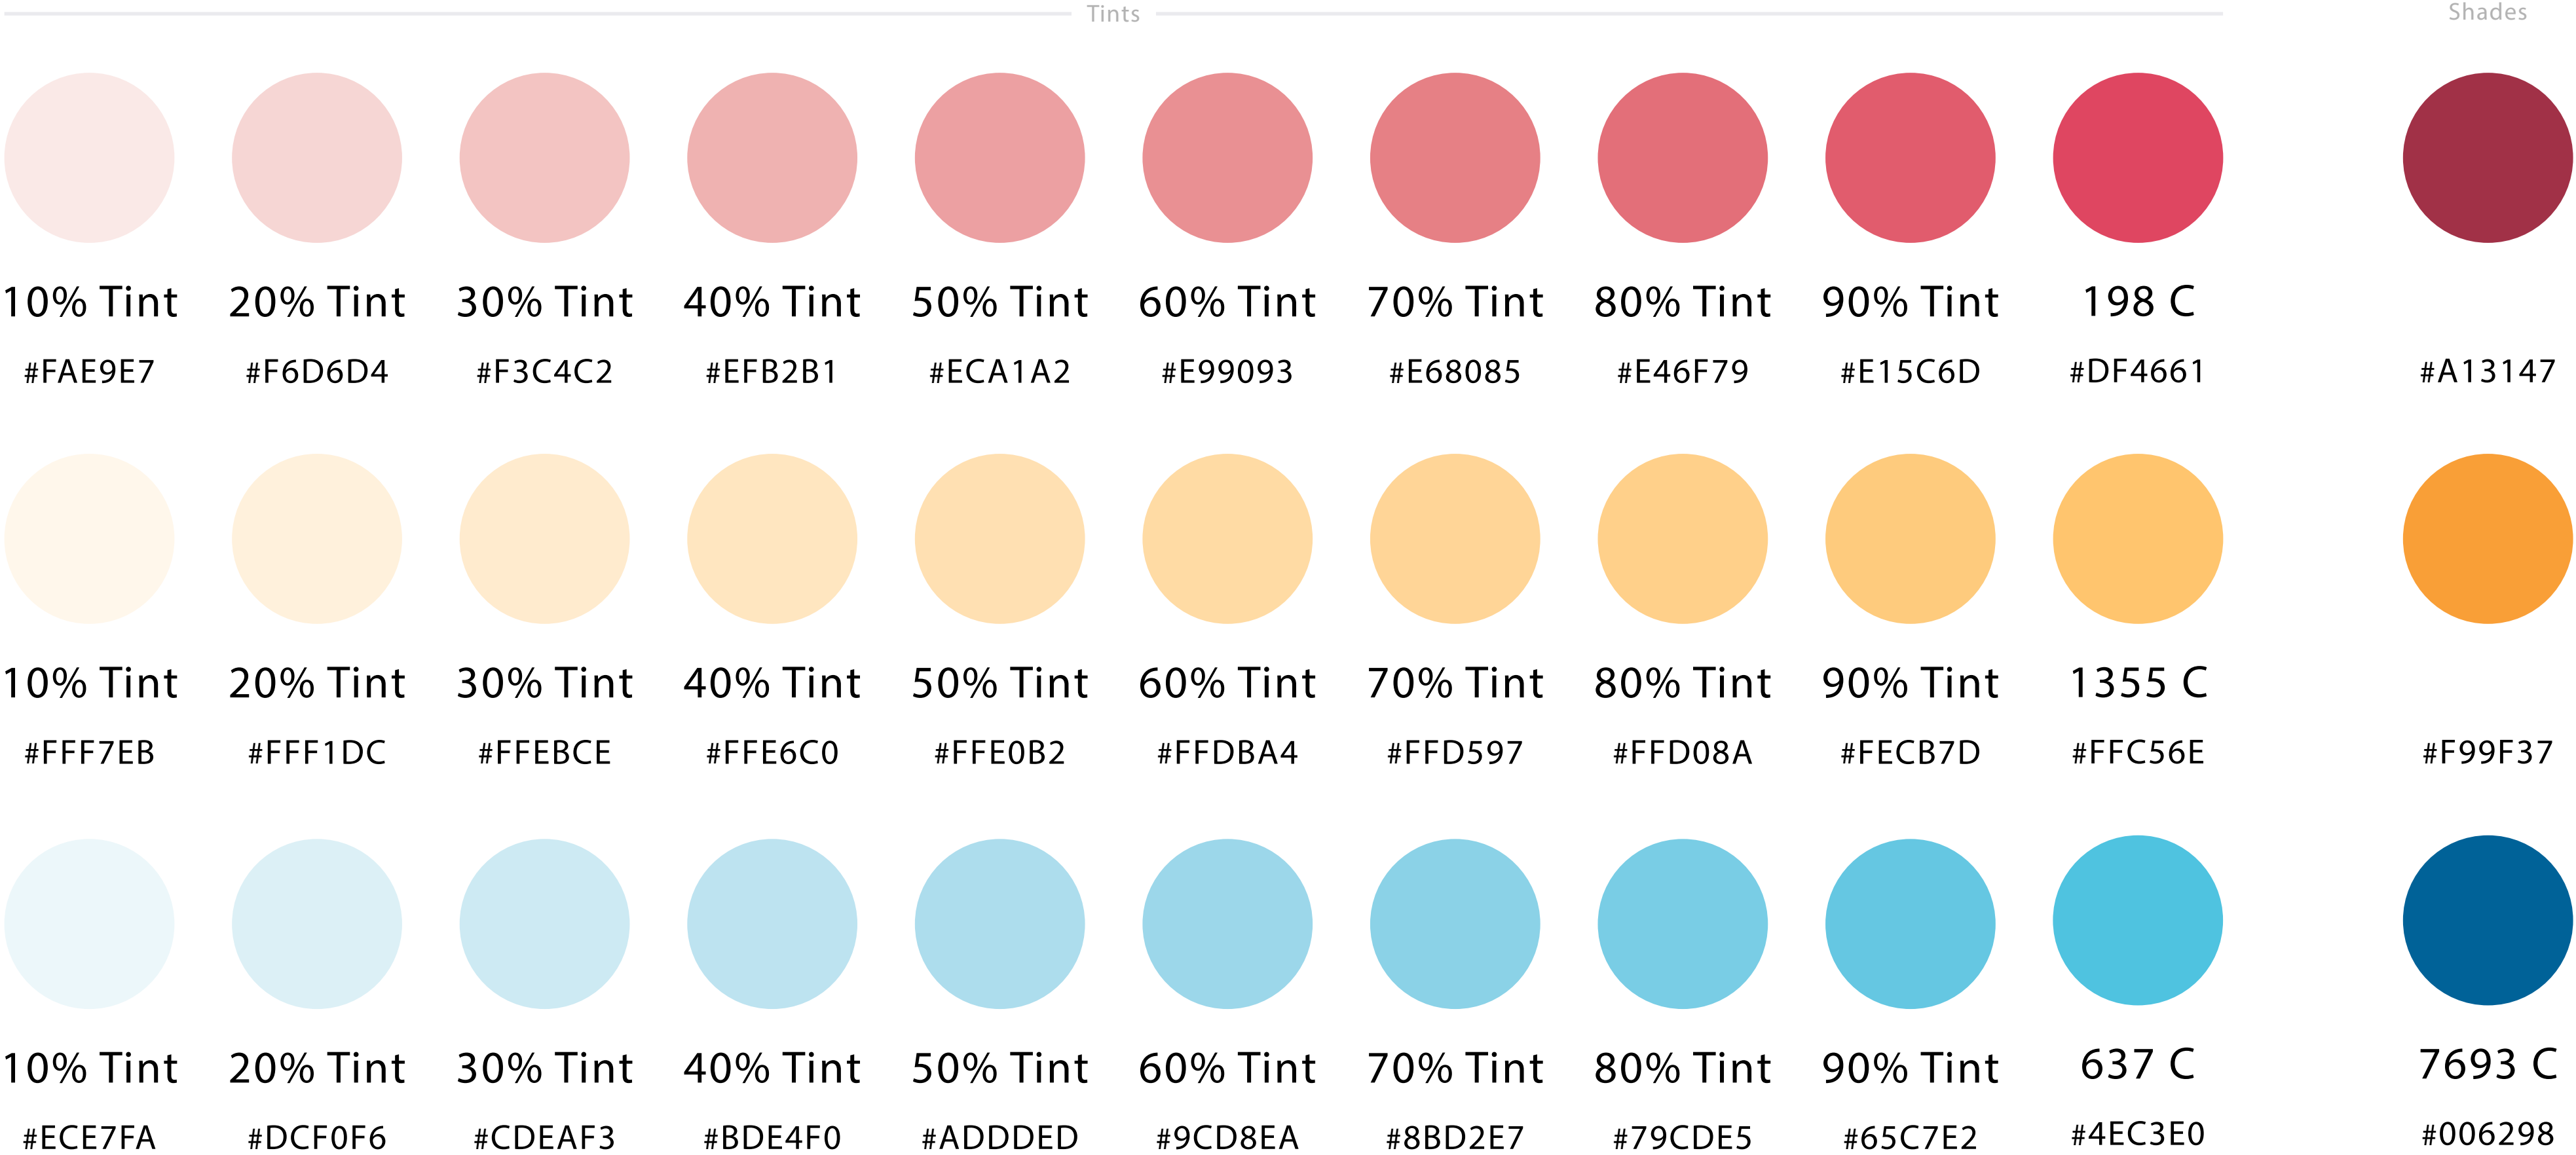 Tints Shades
10% Tint 20% Tint 30% Tint 40% Tint 50% Tint 60% Tint 70% Tint 80% Tint 90% Tint 198 C
#FAE9E7 #F6D6D4 #F3C4C2 #EFB2B1 #ECA1A2 #E99093 #E68085 #E46F79 #E15C6D #DF4661 #A13147
10% Tint 20% Tint 30% Tint 40% Tint 50% Tint 60% Tint 70% Tint 80% Tint 90% Tint 1355 C
#FFF7EB #FFF1DC #FFEBCE #FFE6C0 #FFE0B2 #FFDBA4 #FFD597 #FFD08A #FECB7D #FFC56E #F99F37
10% Tint 20% Tint 30% Tint 40% Tint 50% Tint 60% Tint 70% Tint 80% Tint 90% Tint 637 C 7693 C
#ECE7FA #DCF0F6 #CDEAF3 #BDE4F0 #ADDDED #9CD8EA #8BD2E7 #79CDE5 #65C7E2 #4EC3E0 #006298